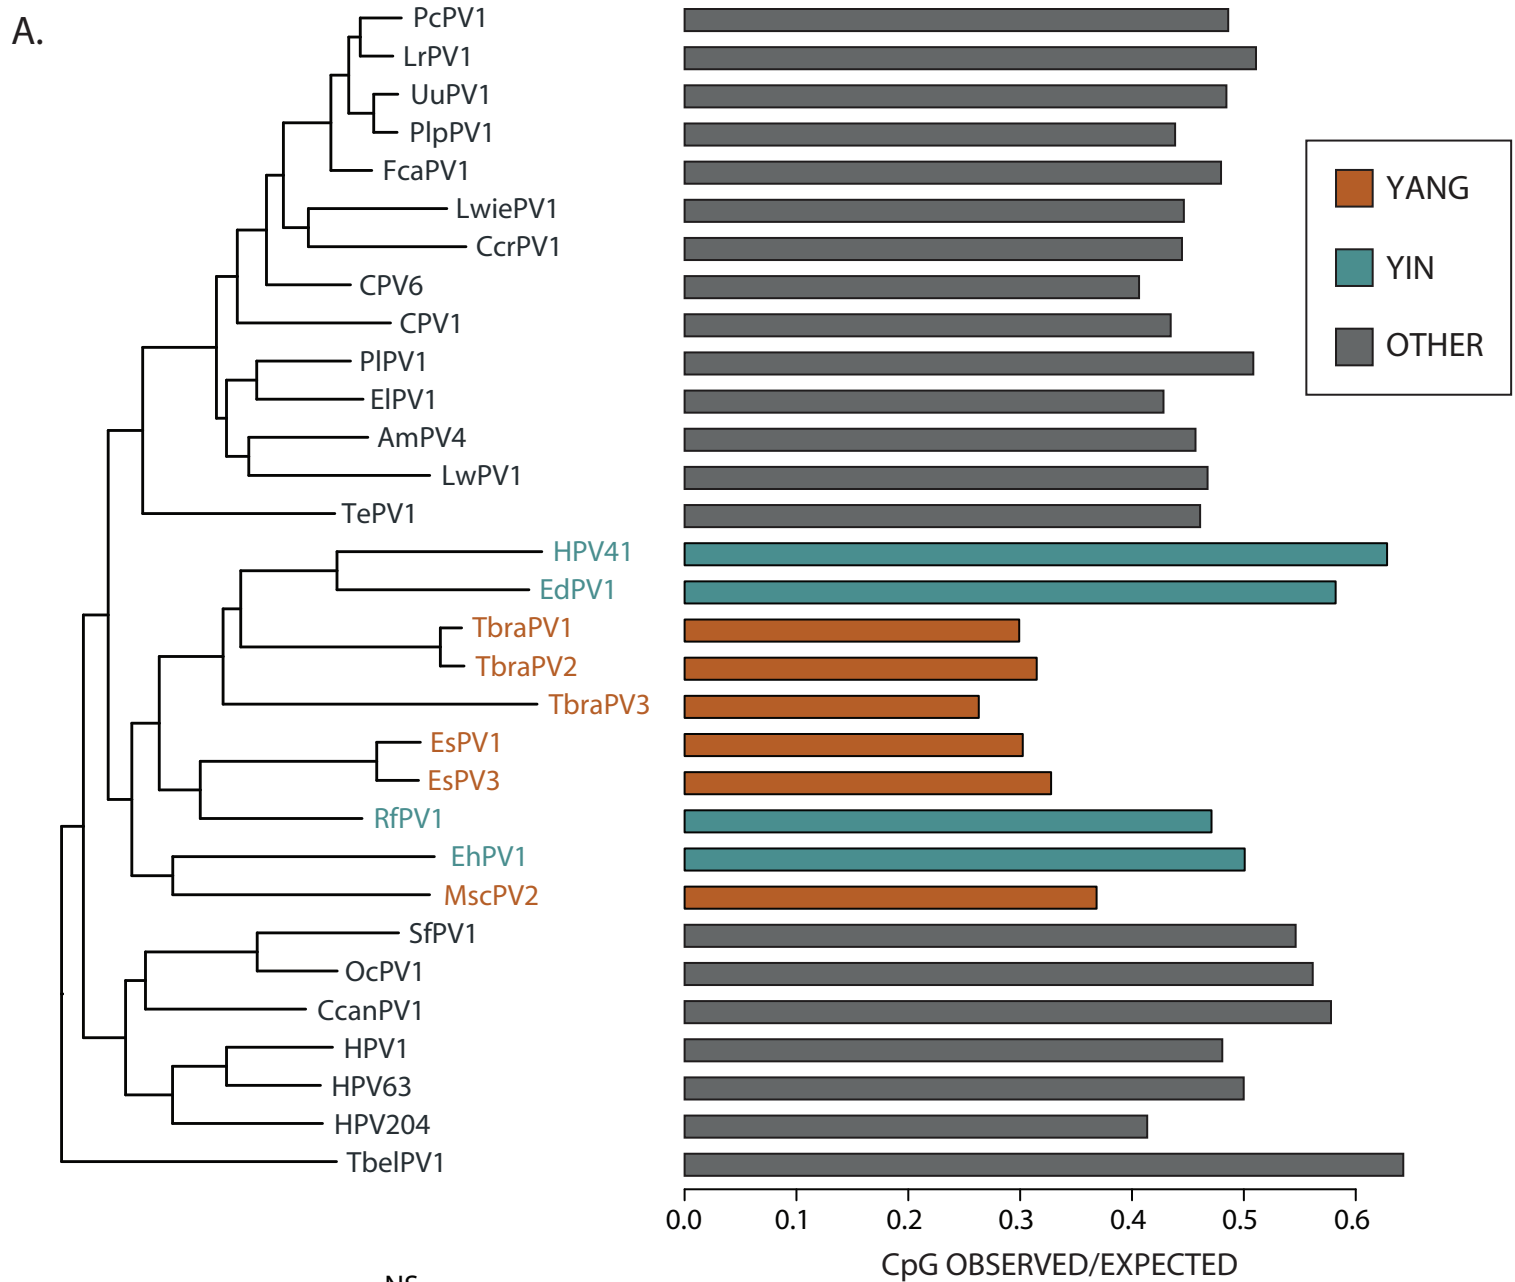 A.
PcPV1
LrPV1
UuPV1
PlpPV1
FcaPV1
LwiePV1
CcrPV1
CPV6
CPV1
PlPV1
ElPV1
AmPV4
LwPV1
TePV1
HPV41
EdPV1
TbraPV1
TbraPV2
TbraPV3
EsPV1
EsPV3
RfPV1
EhPV1
MscPV2
SfPV1
OcPV1
CcanPV1
HPV1
HPV63
HPV204
TbelPV1
YANG
YIN
OTHER
0.0 0.1 0.2 0.3 0.4 0.5 0.6
CpG OBSERVED/EXPECTED